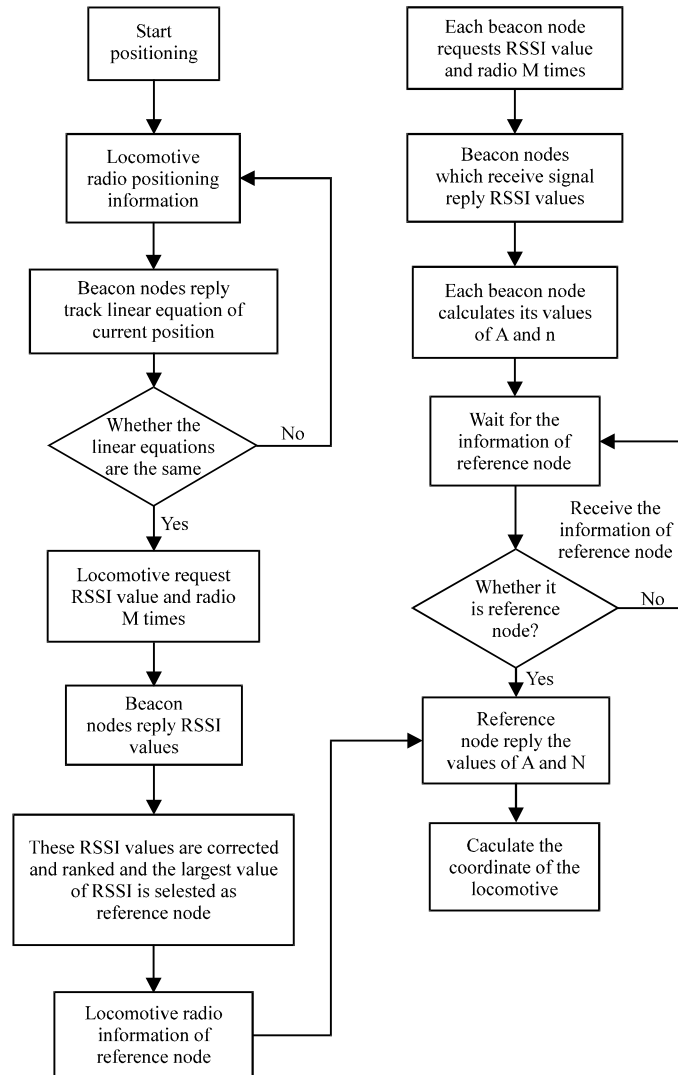 Start
positioning
Locomotive
radio positioning
information
Beacon nodes reply
track linear equation of
current position
Whether the
linear equations
are the same
No
Yes
Locomotive request
RSSI value and radio
M times
Beacon
nodes reply RSSI
values
These RSSI values are corrected
and ranked and the largest value
of RSSI is selested as
reference node
Locomotive radio
information of
reference node
Each beacon node
requests RSSI value
and radio M times
Beacon nodes
which receive signal
reply RSSI values
Each beacon node
calculates its values
of A and n
Wait for the
information of
reference node
Receive the
information of
reference node
Whether it
is reference
node?
No
Yes
Reference
node reply the
values of A and N
Caculate the
coordinate of the
locomotive